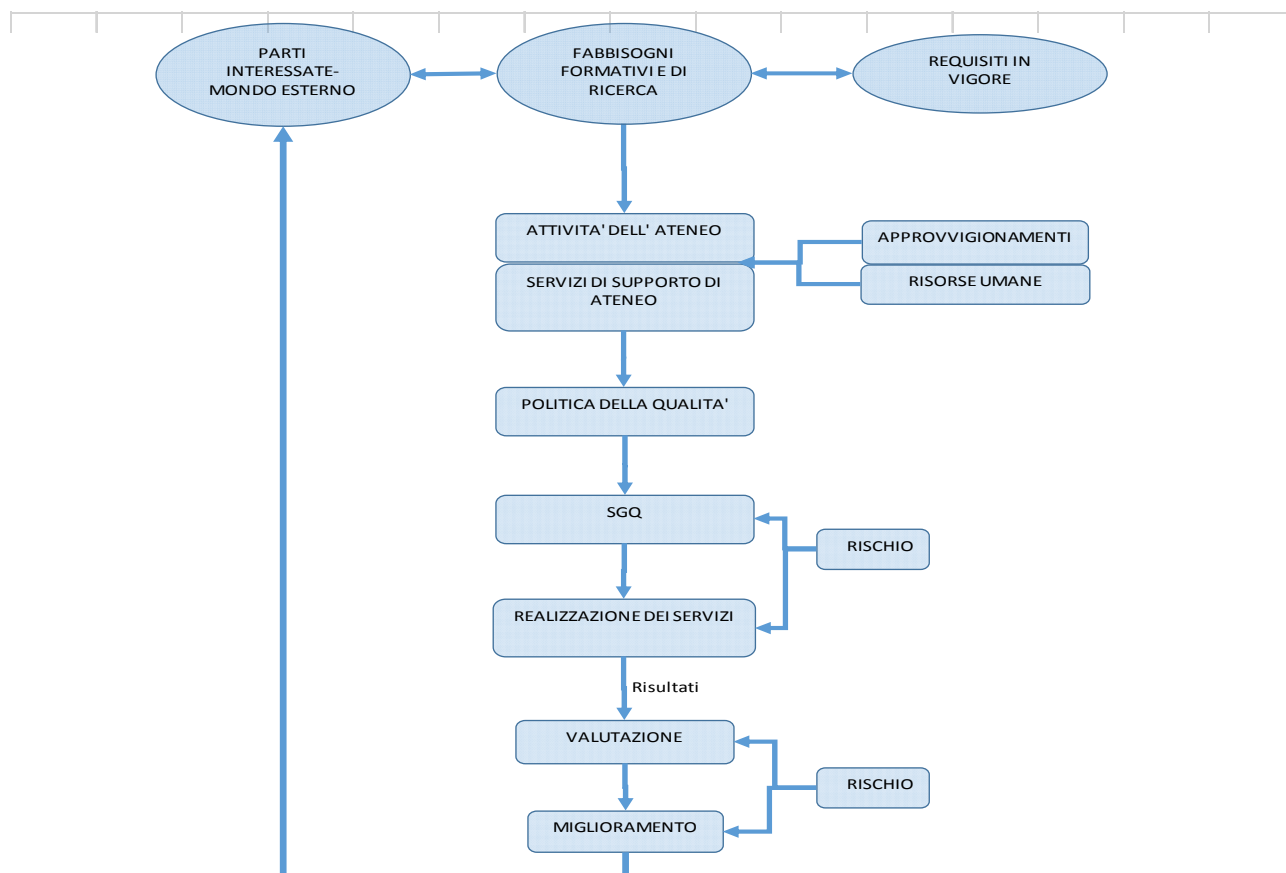 PARTI
INTERESSATE-
MONDO ESTERNO
FABBISOGNI
FORMATIVI E DI
RICERCA
REQUISITI IN
VIGORE
ATTIVITA' DELL' ATENEO
APPROVVIGIONAMENTI
SERVIZI DI SUPPORTO DI
ATENEO
RISORSE UMANE
POLITICA DELLA QUALITA'
SGQ
RISCHIO
REALIZZAZIONE DEI SERVIZI
Risultati
VALUTAZIONE
RISCHIO
MIGLIORAMENTO